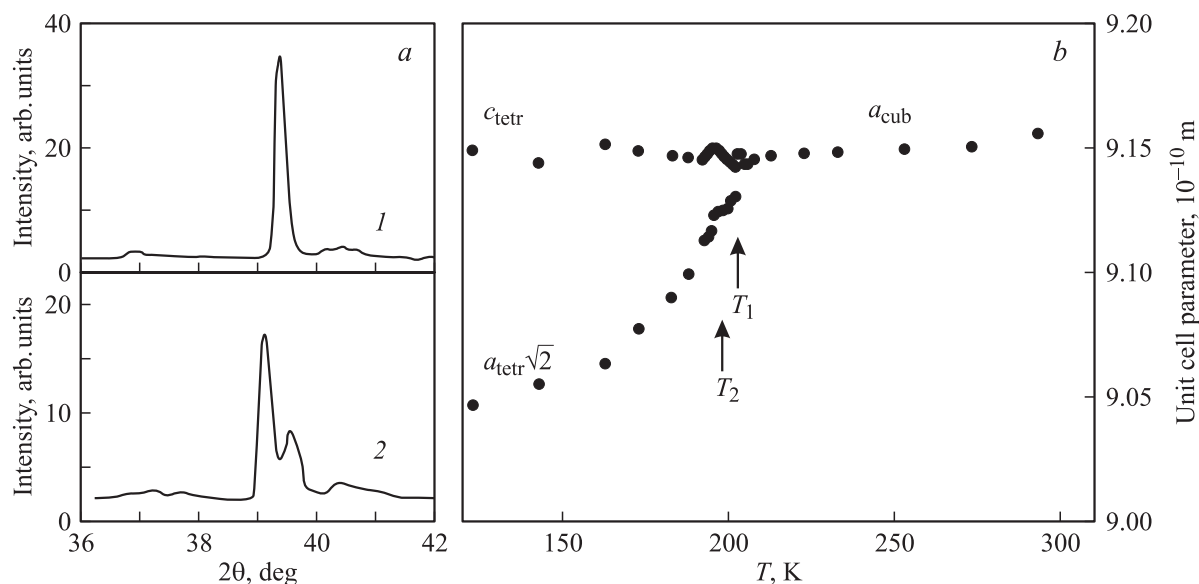 40
a
Intensity, arb. units
20
1
0
20
Intensity, arb. units
10
2
0
36 38 40 42
2θ, deg
b
9.20
c_tetr
a_cub
9.15
T_1
9.10
a_tetr√2
T_2
9.05
9.00
Unit cell parameter, 10^{-10} m
150 200 250 300
T, K